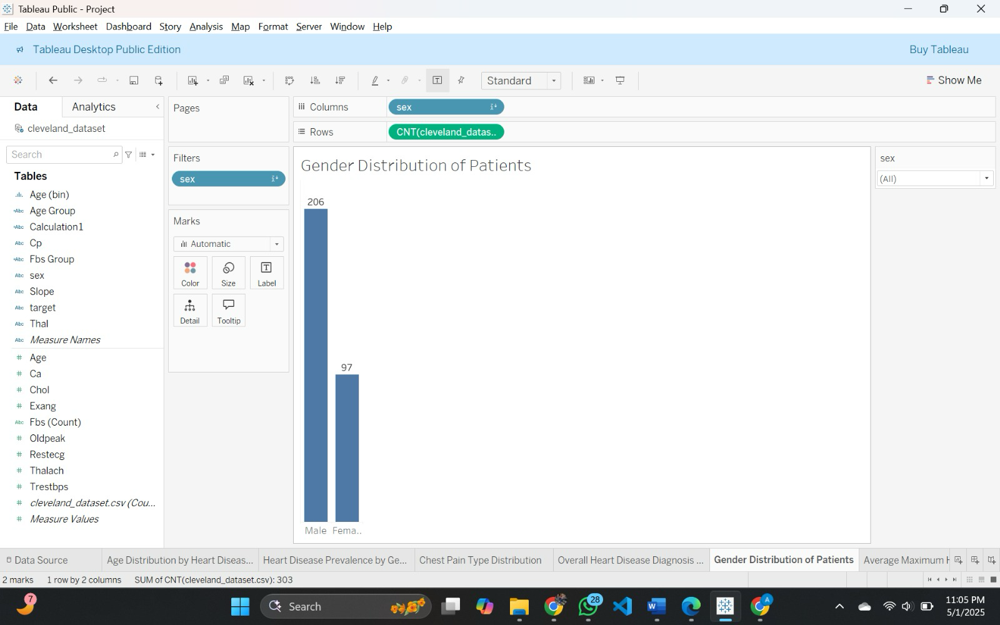 Tableau Public - Project
File Data Worksheet Dashboard Story Analysis Map Format Server Window Help
Tableau Desktop Public Edition
Buy Tableau
Standard
Show Me
Data Analytics
cleveland_dataset
Search
Tables
Age (bin)
Age Group
Calculation1
Cp
Fbs Group
sex
Slope
target
Thal
Measure Names
Age
Ca
Chol
Exang
Fbs (Count)
Oldpeak
Restecg
Thalach
Trestbps
cleveland_dataset.csv (Cou...
Measure Values
Pages
Filters
sex
Marks
Automatic
Color Size Label
Detail Tooltip
Columns sex
Rows CNT(cleveland_datas..
Gender Distribution of Patients
206
97
Male Fema..
sex
(All)
Data Source Age Distribution by Heart Diseas... Heart Disease Prevalence by Ge... Chest Pain Type Distribution Overall Heart Disease Diagnosis ... Gender Distribution of Patients Average Maximum H
2 marks 1 row by 2 columns SUM of CNT(cleveland_dataset.csv): 303
7
Search
28
11:05 PM
5/1/2025